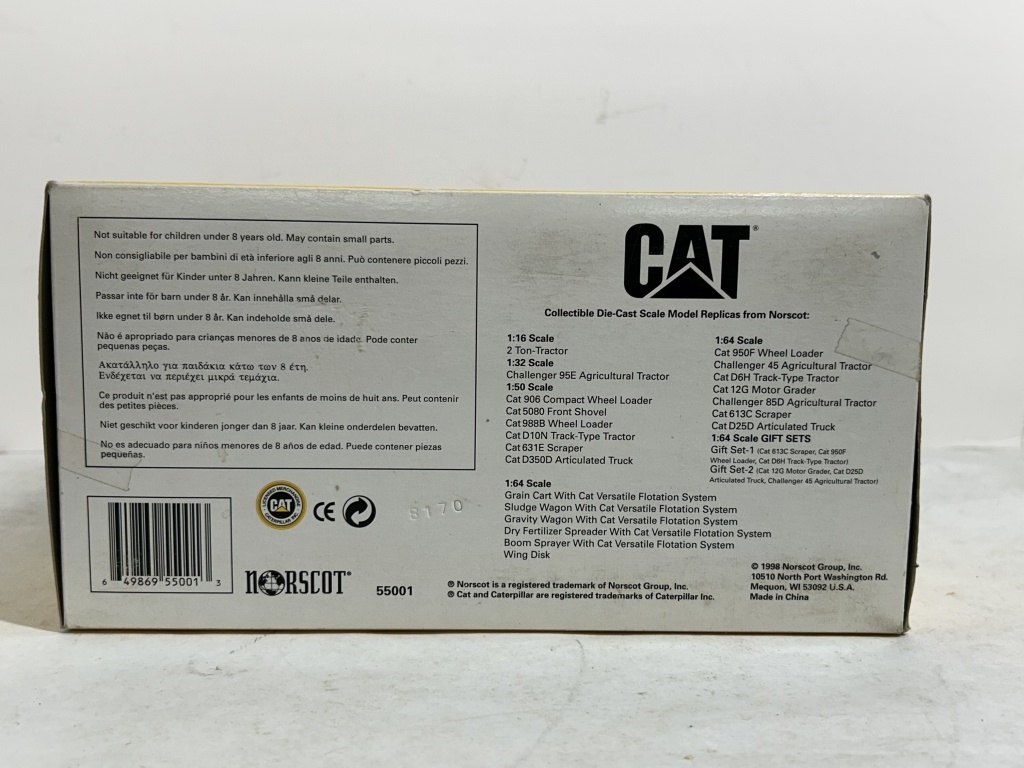 Not suitable for children under 8 years old. May contain small parts.
Non consigliabile per bambini di età inferiore agli 8 anni. Può contenere piccoli pezzi.
Nicht geeignet für Kinder unter 8 Jahren. Kann kleine Teile enthalten.
Passar inte för barn under 8 år. Kan innehålla små delar.
Ikke egnet til børn under 8 år. Kan indeholde små dele.
Não é apropriado para crianças menores de 8 anos de idade. Pode conter
pequenas peças.
Ακατάλληλο για παιδάκια κάτω των 8 έτη.
Ενδέχεται να περιέχει μικρά τεμάχια.
Ce produit n'est pas approprié pour les enfants de moins de huit ans. Peut contenir
des petites pièces.
Niet geschikt voor kinderen jonger dan 8 jaar. Kan kleine onderdelen bevatten.
No es adecuado para niños menores de 8 años de edad. Puede contener piezas
pequeñas.
CAT®
Collectible Die-Cast Scale Model Replicas from Norscot:
1:16 Scale
2 Ton-Tractor
1:32 Scale
Challenger 95E Agricultural Tractor
1:50 Scale
Cat 906 Compact Wheel Loader
Cat 5080 Front Shovel
Cat 988B Wheel Loader
Cat D10N Track-Type Tractor
Cat 631E Scraper
Cat D350D Articulated Truck
1:64 Scale
Cat 950F Wheel Loader
Challenger 45 Agricultural Tractor
Cat D6H Track-Type Tractor
Cat 12G Motor Grader
Challenger 85D Agricultural Tractor
Cat 613C Scraper
Cat D25D Articulated Truck
1:64 Scale GIFT SETS
Gift Set-1 (Cat 613C Scraper, Cat 950F
Wheel Loader, Cat D6H Track-Type Tractor)
Gift Set-2 (Cat 12G Motor Grader, Cat D25D
Articulated Truck, Challenger 45 Agricultural Tractor)
1:64 Scale
Grain Cart With Cat Versatile Flotation System
Sludge Wagon With Cat Versatile Flotation System
Gravity Wagon With Cat Versatile Flotation System
Dry Fertilizer Spreader With Cat Versatile Flotation System
Boom Sprayer With Cat Versatile Flotation System
Wing Disk
LICENSED MERCHANDISE
CAT
CATERPILLAR INC.
CE
8170
6 49869 55001 3
NORSCOT®
55001
® Norscot is a registered trademark of Norscot Group, Inc.
® Cat and Caterpillar are registered trademarks of Caterpillar Inc.
© 1998 Norscot Group, Inc.
10510 North Port Washington Rd.
Mequon, WI 53092 U.S.A.
Made in China